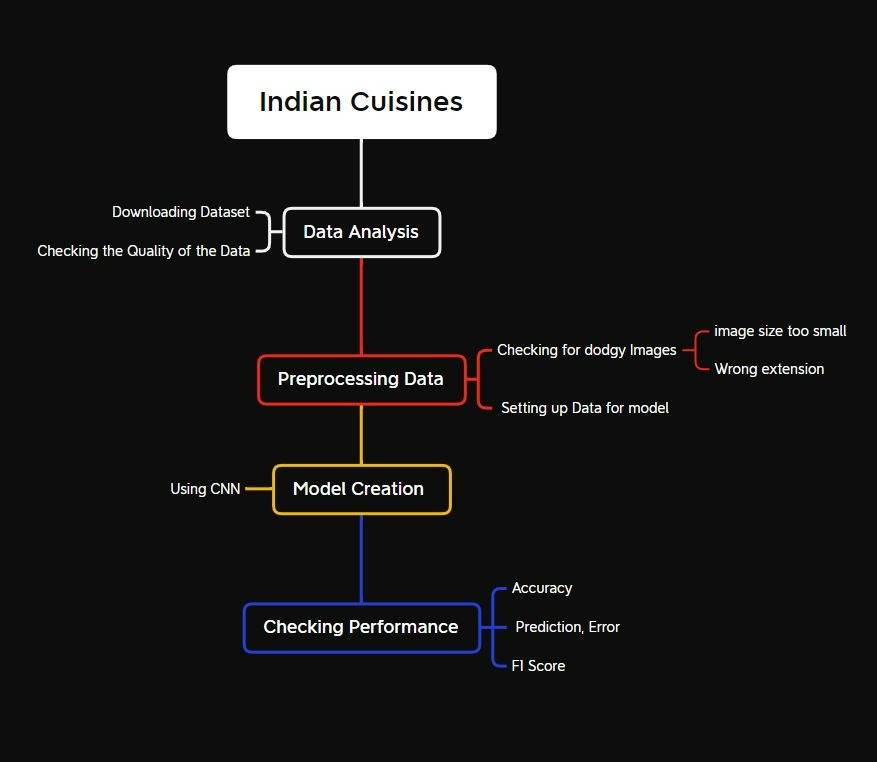 Indian Cuisines
Downloading Dataset
Data Analysis
Checking the Quality of the Data
image size too small
Checking for dodgy Images
Wrong extension
Preprocessing Data
Setting up Data for model
Using CNN
Model Creation
Accuracy
Checking Performance
Prediction, Error
F1 Score